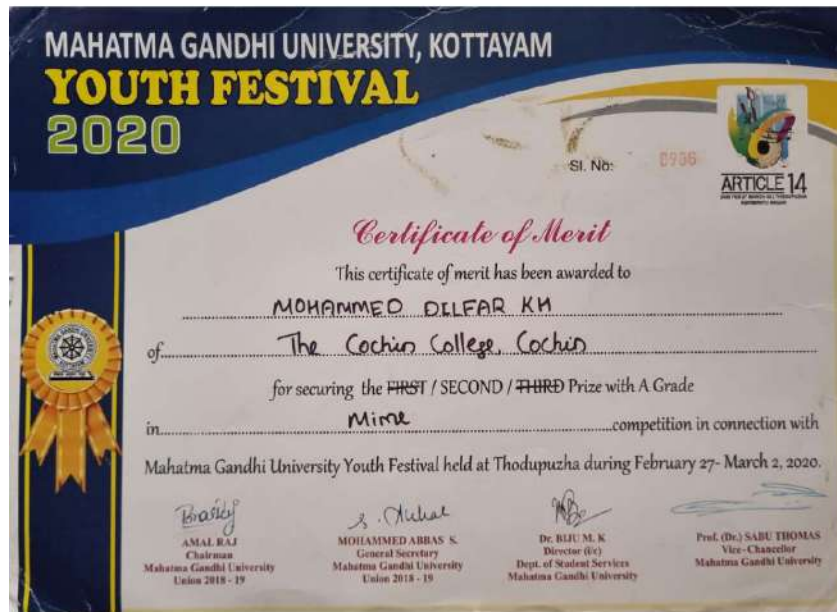 MAHATMA GANDHI UNIVERSITY, KOTTAYAM
YOUTH FESTIVAL
2020
Sl. No: 0936
ARTICLE 14
Certificate of Merit
This certificate of merit has been awarded to
MOHAMMED DILFAR KH
of The Cochin College, Cochin
for securing the FIRST / SECOND / THIRD Prize with A Grade
in Mime competition in connection with
Mahatma Gandhi University Youth Festival held at Thodupuzha during February 27- March 2, 2020.
AMAL RAJ
Chairman
Mahatma Gandhi University
Union 2018 - 19
MOHAMMED ABBAS S.
General Secretary
Mahatma Gandhi University
Union 2018 - 19
Dr. BIJU M. K
Director (i/c)
Dept. of Student Services
Mahatma Gandhi University
Prof. (Dr.) SABU THOMAS
Vice- Chancellor
Mahatma Gandhi University